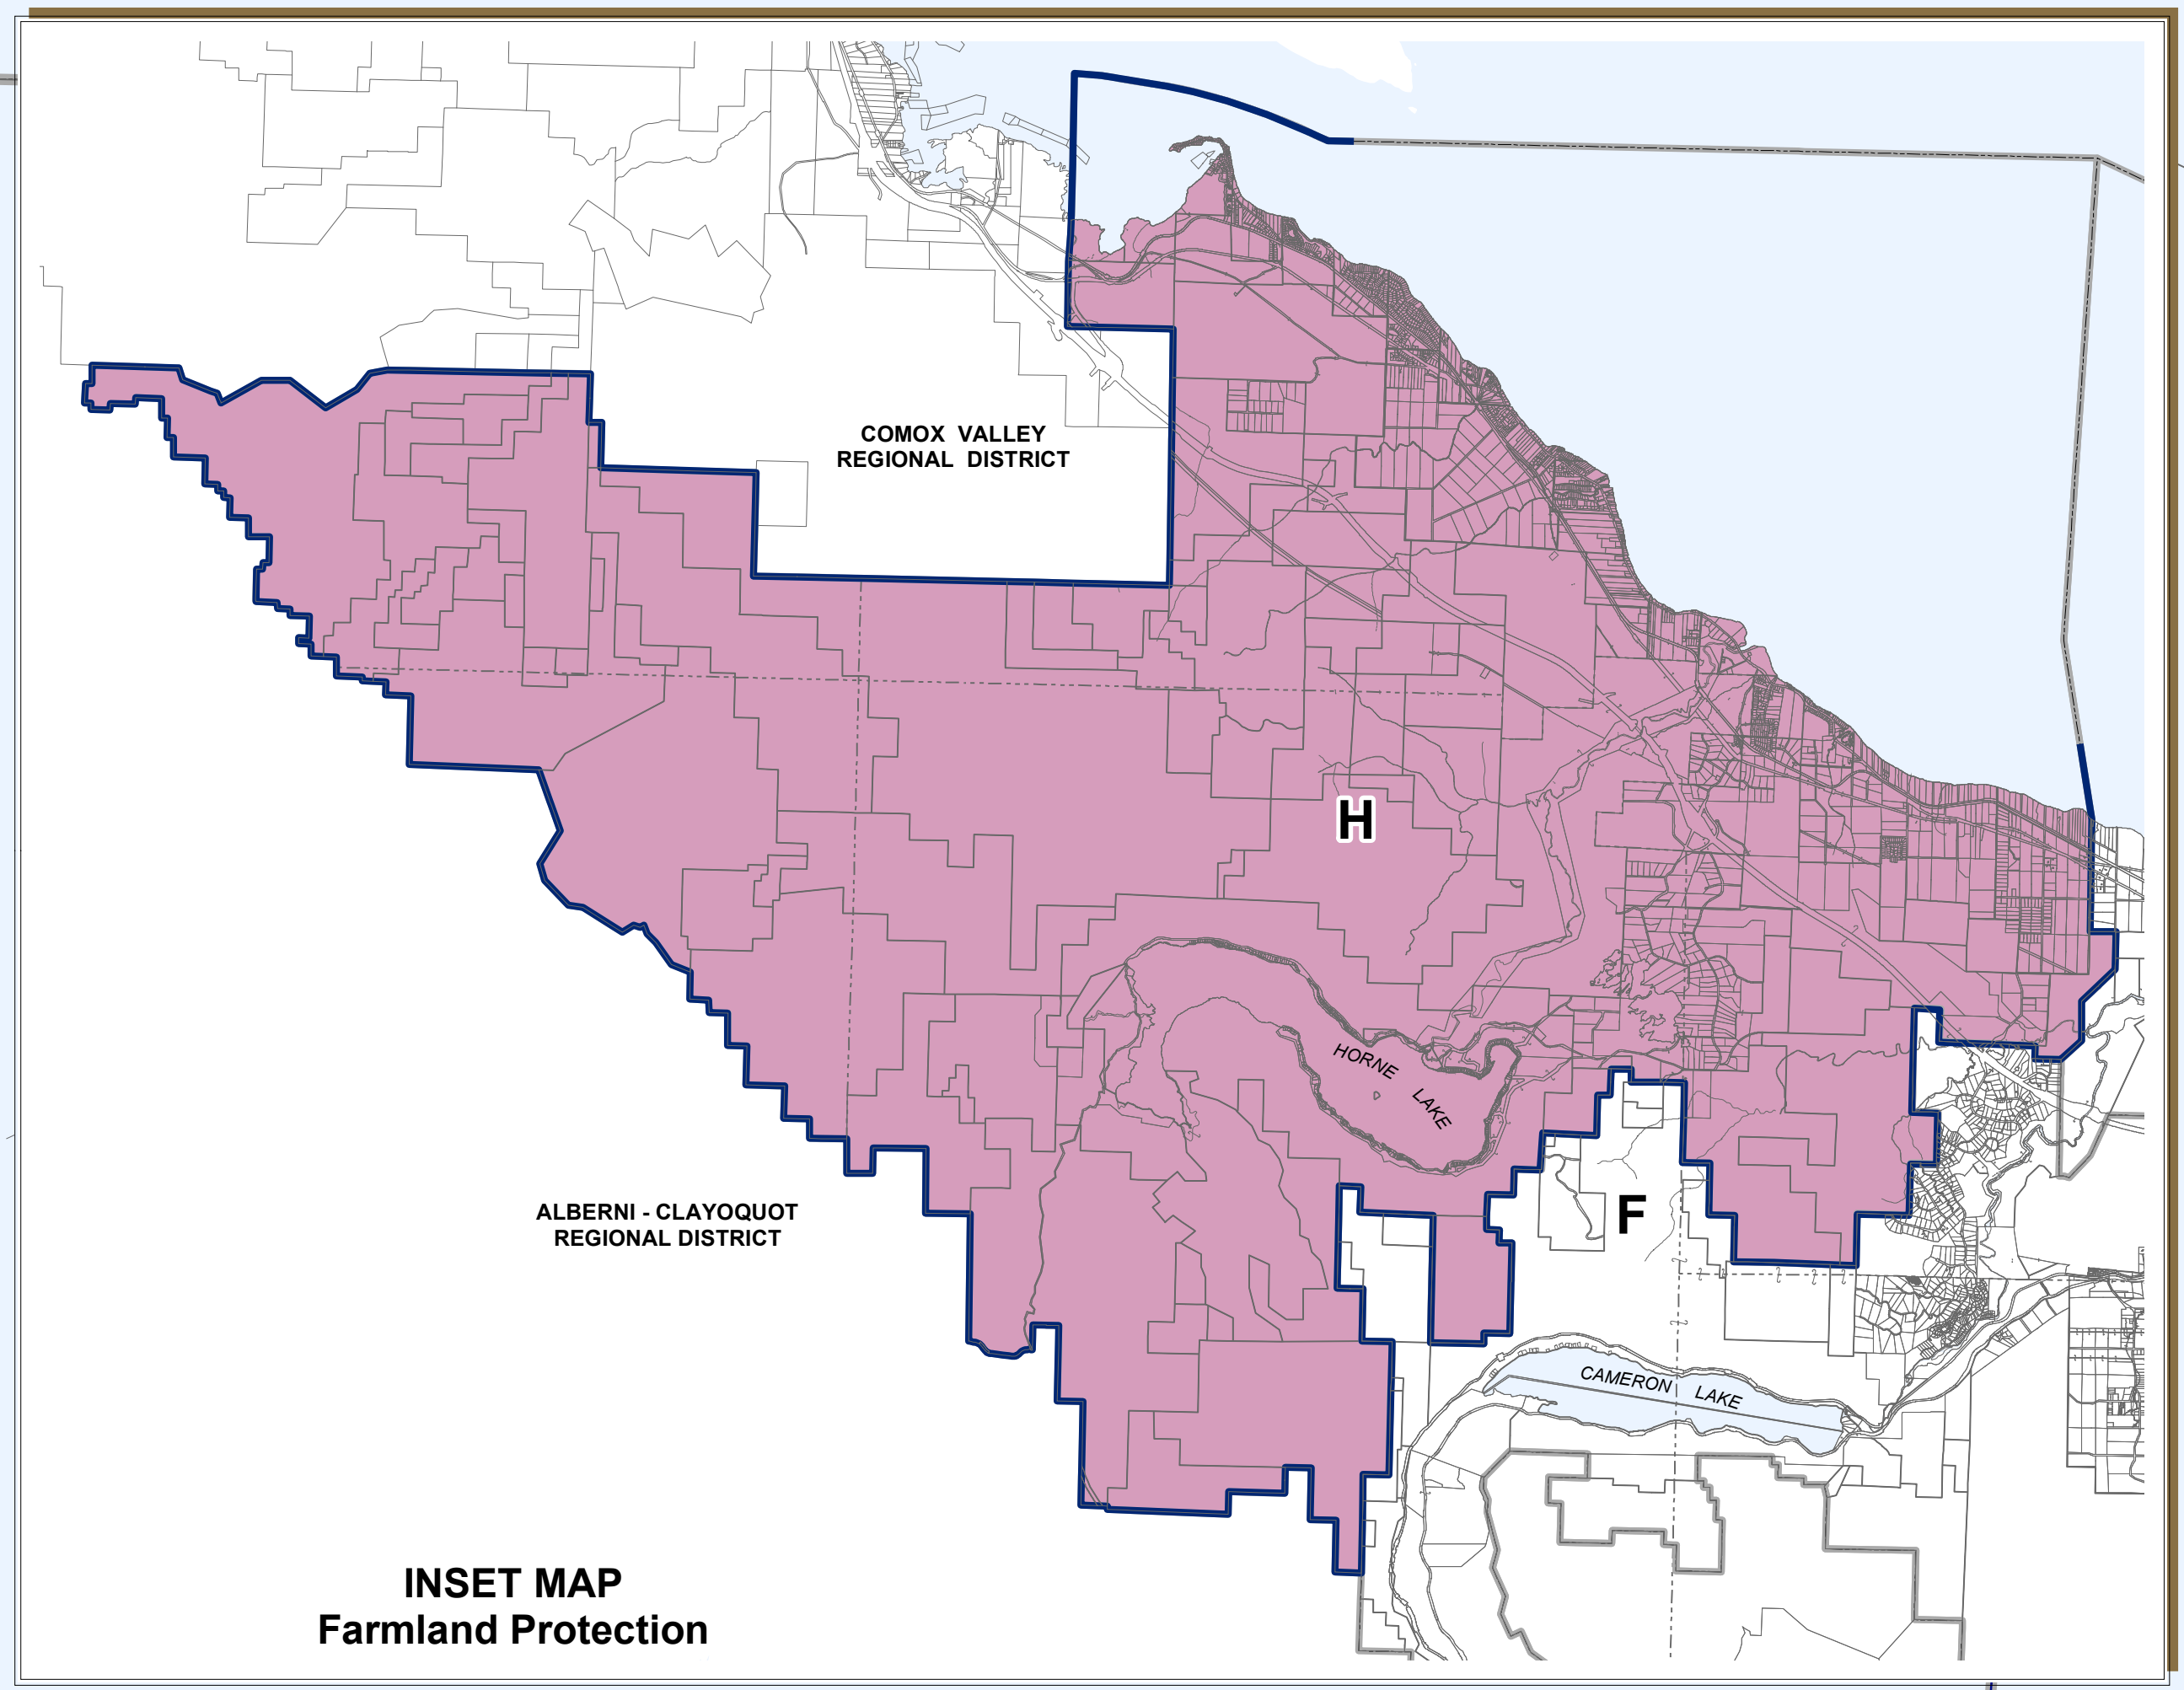 COMOX VALLEY
REGIONAL DISTRICT
H
HORNE
LAKE
ALBERNI - CLAYOQUOT
REGIONAL DISTRICT
F
CAMERON LAKE
INSET MAP
Farmland Protection